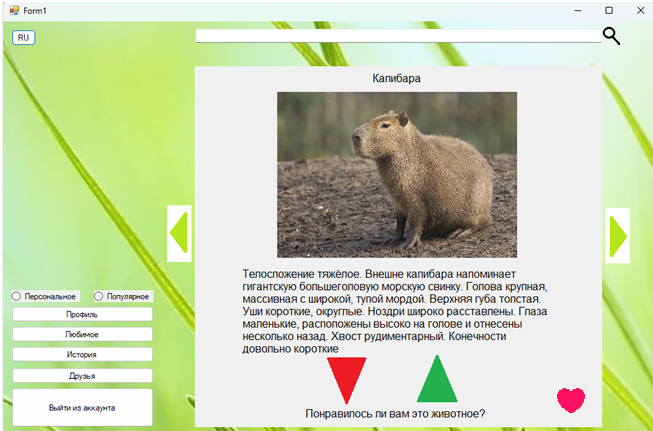 Form1
RU
Капибара
Телосложение тяжёлое. Внешне капибара напоминает
гигантскую большеголовую морскую свинку. Голова крупная,
массивная с широкой, тупой мордой. Верхняя губа толстая.
Уши короткие, округлые. Ноздри широко расставлены. Глаза
маленькие, расположены высоко на голове и отнесены
несколько назад. Хвост рудиментарный. Конечности
довольно короткие
Понравилось ли вам это животное?
Персональное
Популярное
Профиль
Любимое
История
Друзья
Выйти из аккаунта